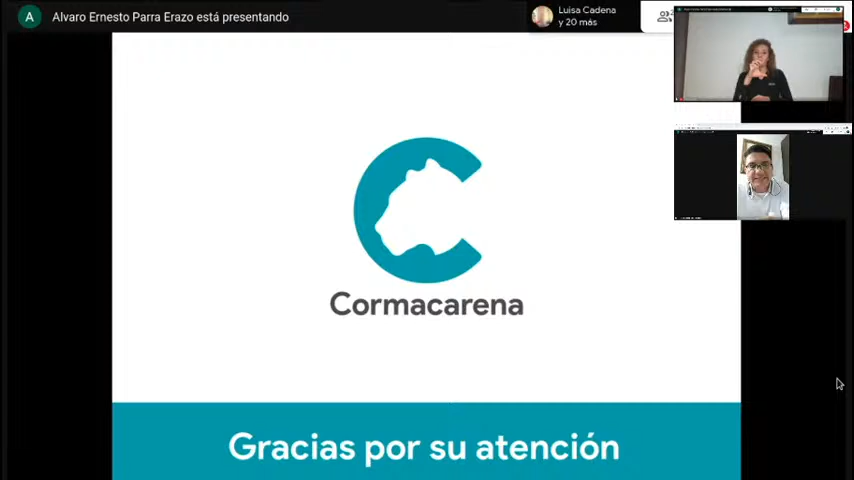 A
Alvaro Ernesto Parra Erazo está presentando
Luisa Cadena
y 20 más
Cormacarena
Gracias por su atención